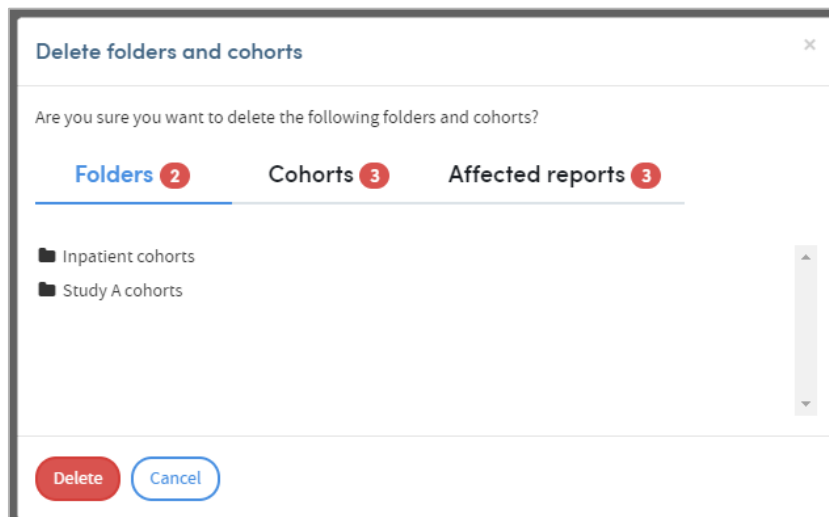 Delete folders and cohorts
×
Are you sure you want to delete the following folders and cohorts?
Folders 2 Cohorts 3 Affected reports 3
Inpatient cohorts
Study A cohorts
Delete Cancel